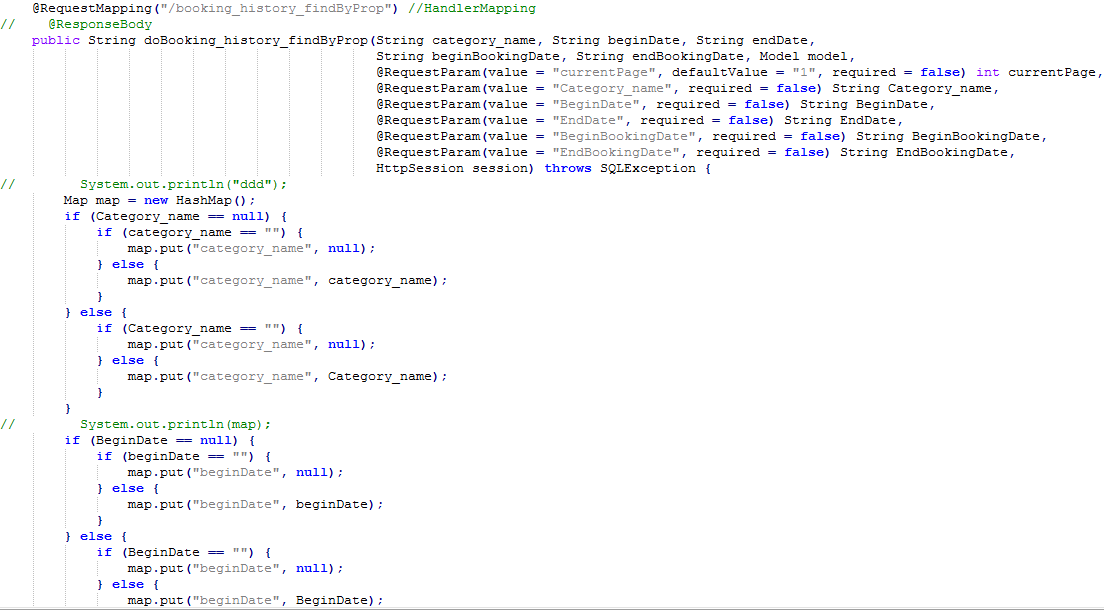 @RequestMapping("/booking_history_findByProp") //HandlerMapping
//    @ResponseBody
    public String doBooking_history_findByProp(String category_name, String beginDate, String endDate,
                                               String beginBookingDate, String endBookingDate, Model model,
                                               @RequestParam(value = "currentPage", defaultValue = "1", required = false) int currentPage,
                                               @RequestParam(value = "Category_name", required = false) String Category_name,
                                               @RequestParam(value = "BeginDate", required = false) String BeginDate,
                                               @RequestParam(value = "EndDate", required = false) String EndDate,
                                               @RequestParam(value = "BeginBookingDate", required = false) String BeginBookingDate,
                                               @RequestParam(value = "EndBookingDate", required = false) String EndBookingDate,
                                               HttpSession session) throws SQLException {
//        System.out.println("ddd");
        Map map = new HashMap();
        if (Category_name == null) {
            if (category_name == "") {
                map.put("category_name", null);
            } else {
                map.put("category_name", category_name);
            }
        } else {
            if (Category_name == "") {
                map.put("category_name", null);
            } else {
                map.put("category_name", Category_name);
            }
        }
//        System.out.println(map);
        if (BeginDate == null) {
            if (beginDate == "") {
                map.put("beginDate", null);
            } else {
                map.put("beginDate", beginDate);
            }
        } else {
            if (BeginDate == "") {
                map.put("beginDate", null);
            } else {
                map.put("beginDate", BeginDate);